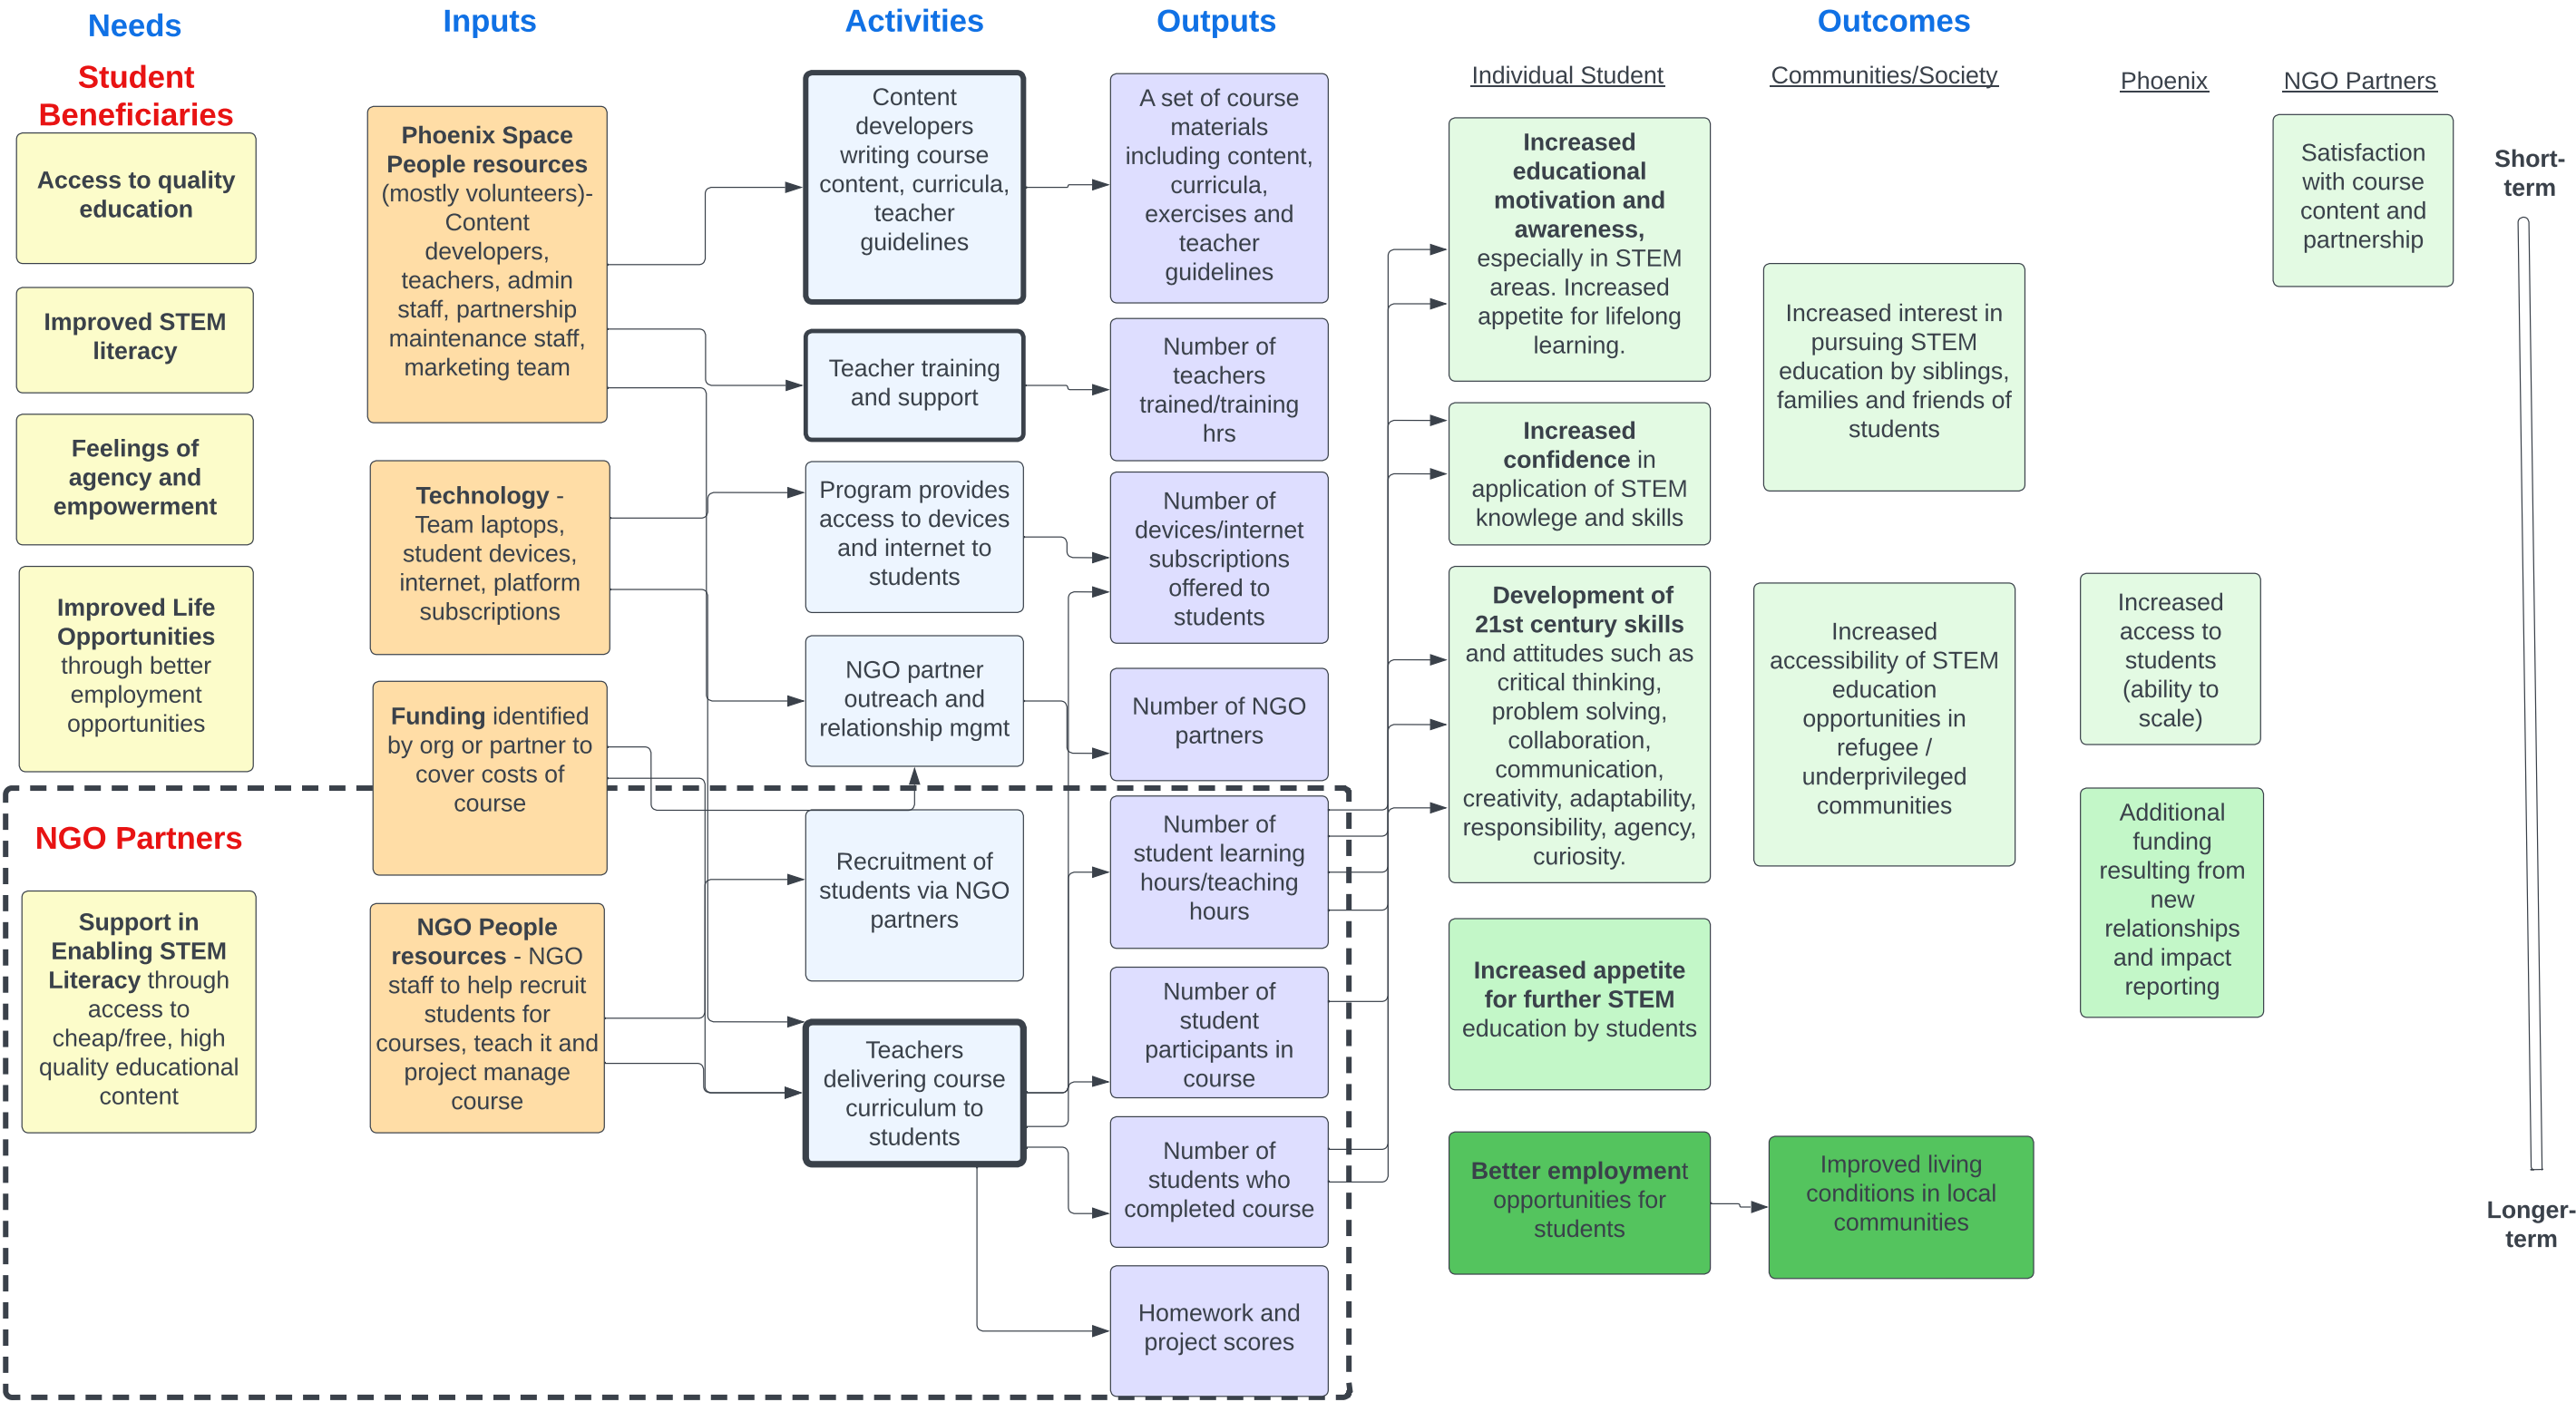 Needs
Inputs
Activities
Outputs
Outcomes
Student
Beneficiaries
Access to quality
education
Improved STEM
literacy
Feelings of
agency and
empowerment
Improved Life
Opportunities
through better
employment
opportunities
NGO Partners
Support in
Enabling STEM
Literacy through
access to
cheap/free, high
quality educational
content
Phoenix Space
People resources
(mostly volunteers)-
Content
developers,
teachers, admin
staff, partnership
maintenance staff,
marketing team
Technology -
Team laptops,
student devices,
internet, platform
subscriptions
Funding identified
by org or partner to
cover costs of
course
NGO People
resources - NGO
staff to help recruit
students for
courses, teach it and
project manage
course
Content
developers
writing course
content, curricula,
teacher
guidelines
Teacher training
and support
Program provides
access to devices
and internet to
students
NGO partner
outreach and
relationship mgmt
Recruitment of
students via NGO
partners
Teachers
delivering course
curriculum to
students
A set of course
materials
including content,
curricula,
exercises and
teacher
guidelines
Number of
teachers
trained/training
hrs
Number of
devices/internet
subscriptions
offered to
students
Number of NGO
partners
Number of
student learning
hours/teaching
hours
Number of
student
participants in
course
Number of
students who
completed course
Homework and
project scores
Individual Student
Increased
educational
motivation and
awareness,
especially in STEM
areas. Increased
appetite for lifelong
learning.
Increased
confidence in
application of STEM
knowlege and skills
Development of
21st century skills
and attitudes such as
critical thinking,
problem solving,
collaboration,
communication,
creativity, adaptability,
responsibility, agency,
curiosity.
Increased appetite
for further STEM
education by students
Better employment
opportunities for
students
Communities/Society
Increased interest in
pursuing STEM
education by siblings,
families and friends of
students
Increased
accessibility of STEM
education
opportunities in
refugee /
underprivileged
communities
Improved living
conditions in local
communities
Phoenix
Increased
access to
students
(ability to
scale)
Additional
funding
resulting from
new
relationships
and impact
reporting
NGO Partners
Satisfaction
with course
content and
partnership
Short-
term
Longer-
term